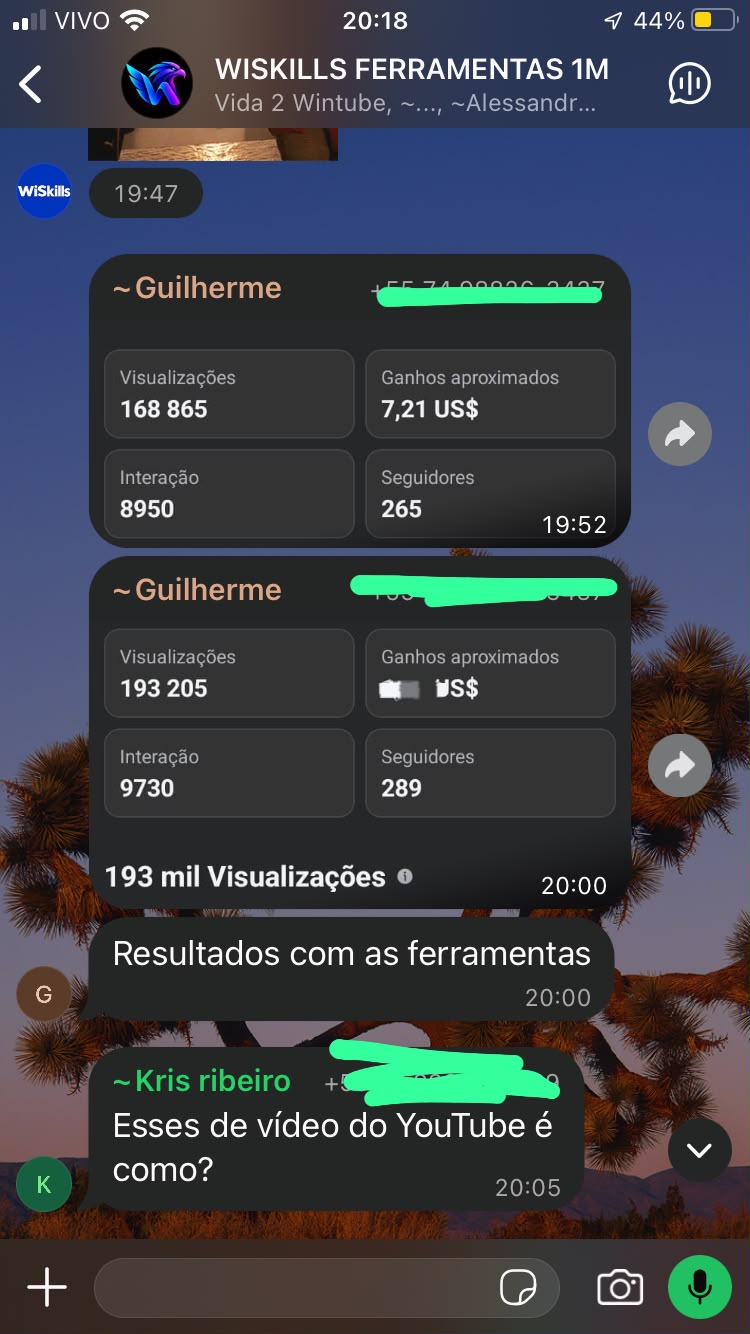 VIVO
20:18
44%
WISKILLS FERRAMENTAS 1M
Vida 2 Wintube, ~..., ~Alessandr...
WiSkills
19:47
~Guilherme
Visualizações
168 865
Ganhos aproximados
7,21 US$
Interação
8950
Seguidores
265
19:52
~Guilherme
Visualizações
193 205
Ganhos aproximados
US$
Interação
9730
Seguidores
289
193 mil Visualizações
20:00
Resultados com as ferramentas
G
20:00
~Kris ribeiro
Esses de vídeo do YouTube é
como?
K
20:05